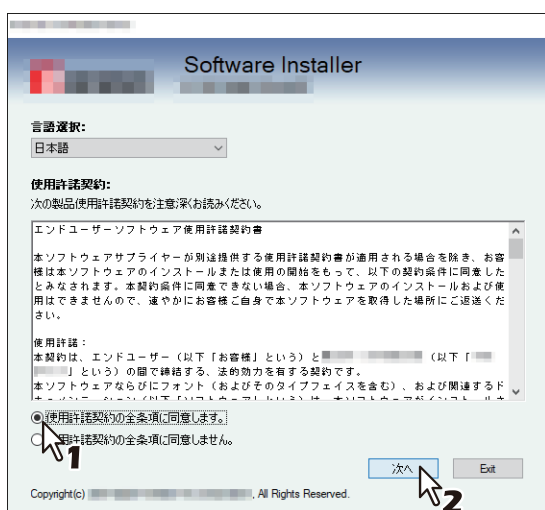 Software Installer
言語選択:
日本語
使用許諾契約:
次の製品使用許諾契約を注意深くお読みください。
エンドユーザーソフトウェア使用許諾契約書
本ソフトウェアサプライヤーが別途提供する使用許諾契約書が適用される場合を除き、お客
様は本ソフトウェアのインストールまたは使用の開始をもって、以下の契約条件に同意した
とみなされます。本契約条件に同意できない場合、本ソフトウェアのインストールおよび使
用はできませんので、速やかにお客様ご自身で本ソフトウェアを取得した場所にご返送くだ
さい。
使用許諾：
本契約は、エンドユーザー（以下「お客様」という）と （以下「
」という）の間で締結する、法的効力を有する契約です。
本ソフトウェアならびにフォント（およびそのタイプフェイスを含む）、および関連するド
使用許諾契約の全条項に同意します。
用許諾契約の全条項に同意しません。
1
次へ
Exit
2
Copyright(c) , All Rights Reserved.